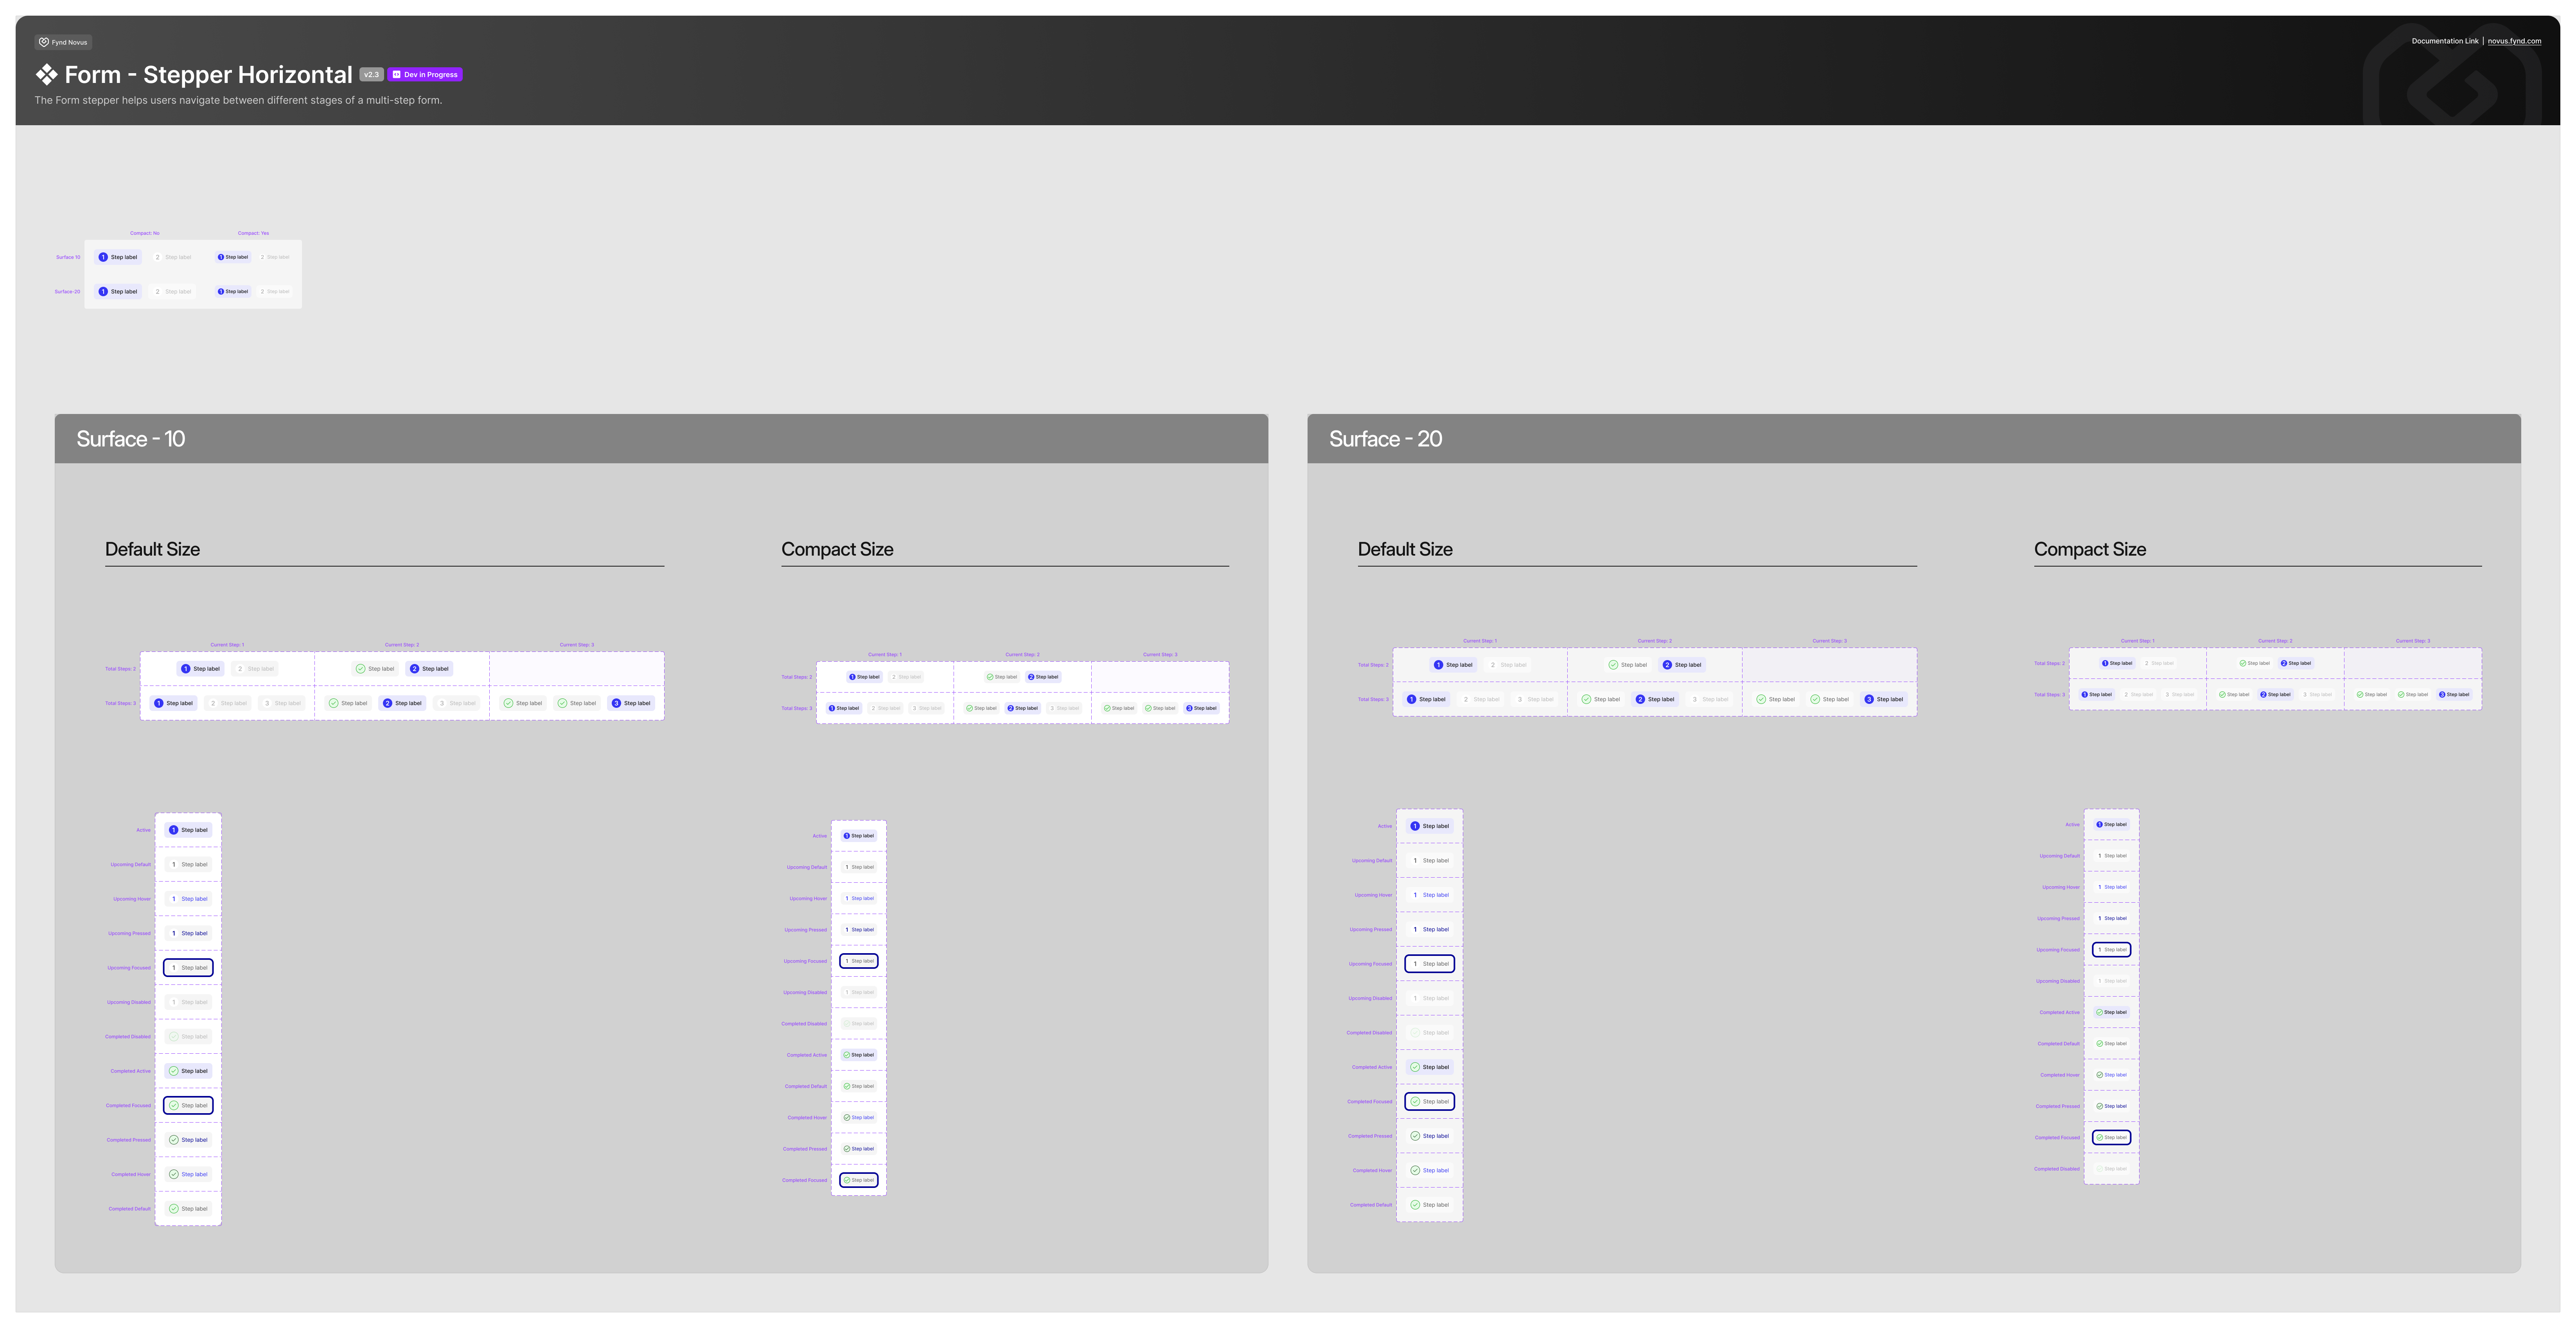 Fynd Novus
Documentation Link | novus.fynd.com
Form - Stepper Horizontal v2.3 Dev in Progress
The Form stepper helps users navigate between different stages of a multi-step form.
Compact: No Compact: Yes
Surface 10 1 Step label 2 Step label 1 Step label 2 Step label
Surface-20 1 Step label 2 Step label 1 Step label 2 Step label
Surface - 10
Default Size
Current Step: 1 Current Step: 2 Current Step: 3
Total Steps: 2 1 Step label 2 Step label Step label 2 Step label
Total Steps: 3 1 Step label 2 Step label 3 Step label Step label 2 Step label 3 Step label Step label Step label 3 Step label
Active 1 Step label
Upcoming Default 1 Step label
Upcoming Hover 1 Step label
Upcoming Pressed 1 Step label
Upcoming Focused 1 Step label
Upcoming Disabled 1 Step label
Completed Disabled Step label
Completed Active Step label
Completed Focused Step label
Completed Pressed Step label
Completed Hover Step label
Completed Default Step label
Compact Size
Current Step: 1 Current Step: 2 Current Step: 3
Total Steps: 2 1 Step label 2 Step label Step label 2 Step label
Total Steps: 3 1 Step label 2 Step label 3 Step label Step label 2 Step label 3 Step label Step label Step label 3 Step label
Active 1 Step label
Upcoming Default 1 Step label
Upcoming Hover 1 Step label
Upcoming Pressed 1 Step label
Upcoming Focused 1 Step label
Upcoming Disabled 1 Step label
Completed Disabled Step label
Completed Active Step label
Completed Default Step label
Completed Hover Step label
Completed Pressed Step label
Completed Focused Step label
Surface - 20
Default Size
Current Step: 1 Current Step: 2 Current Step: 3
Total Steps: 2 1 Step label 2 Step label Step label 2 Step label
Total Steps: 3 1 Step label 2 Step label 3 Step label Step label 2 Step label 3 Step label Step label Step label 3 Step label
Active 1 Step label
Upcoming Default 1 Step label
Upcoming Hover 1 Step label
Upcoming Pressed 1 Step label
Upcoming Focused 1 Step label
Upcoming Disabled 1 Step label
Completed Disabled Step label
Completed Active Step label
Completed Focused Step label
Completed Pressed Step label
Completed Hover Step label
Completed Default Step label
Compact Size
Current Step: 1 Current Step: 2 Current Step: 3
Total Steps: 2 1 Step label 2 Step label Step label 2 Step label
Total Steps: 3 1 Step label 2 Step label 3 Step label Step label 2 Step label 3 Step label Step label Step label 3 Step label
Active 1 Step label
Upcoming Default 1 Step label
Upcoming Hover 1 Step label
Upcoming Pressed 1 Step label
Upcoming Focused 1 Step label
Upcoming Disabled 1 Step label
Completed Active Step label
Completed Default Step label
Completed Hover Step label
Completed Pressed Step label
Completed Focused Step label
Completed Disabled Step label